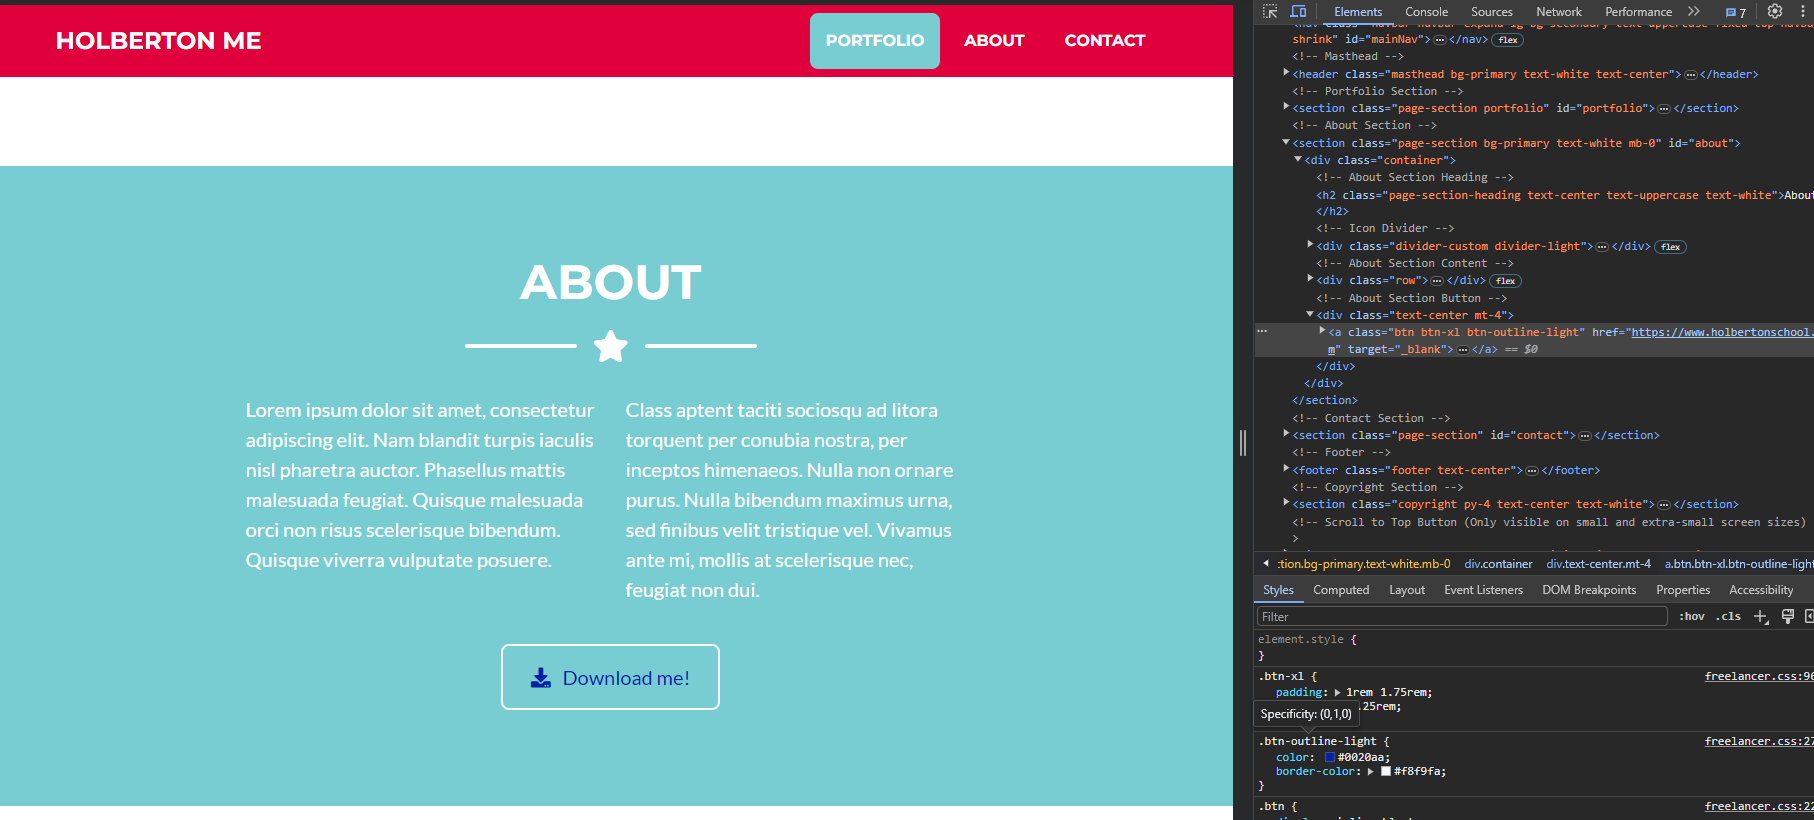 HOLBERTON ME
PORTFOLIO ABOUT CONTACT
ABOUT
Lorem ipsum dolor sit amet, consectetur
adipiscing elit. Nam blandit turpis iaculis
nisl pharetra auctor. Phasellus mattis
malesuada feugiat. Quisque malesuada
orci non risus scelerisque bibendum.
Quisque viverra vulputate posuere.
Class aptent taciti sociosqu ad litora
torquent per conubia nostra, per
inceptos himenaeos. Nulla non ornare
purus. Nulla bibendum maximus urna,
sed finibus velit tristique vel. Vivamus
ante mi, mollis at scelerisque nec,
feugiat non dui.
Download me!
Elements Console Sources Network Performance 7
shrink" id="mainNav"> … </nav> flex
<!-- Masthead -->
<header class="masthead bg-primary text-white text-center"> … </header>
<!-- Portfolio Section -->
<section class="page-section portfolio" id="portfolio"> … </section>
<!-- About Section -->
<section class="page-section bg-primary text-white mb-0" id="about">
<div class="container">
<!-- About Section Heading -->
<h2 class="page-section-heading text-center text-uppercase text-white">About
</h2>
<!-- Icon Divider -->
<div class="divider-custom divider-light"> … </div> flex
<!-- About Section Content -->
<div class="row"> … </div> flex
<!-- About Section Button -->
<div class="text-center mt-4">
<a class="btn btn-xl btn-outline-light" href="https://www.holbertonschool.
m" target="_blank"> … </a> == $0
</div>
</div>
</section>
<!-- Contact Section -->
<section class="page-section" id="contact"> … </section>
<!-- Footer -->
<footer class="footer text-center"> … </footer>
<!-- Copyright Section -->
<section class="copyright py-4 text-center text-white"> … </section>
<!-- Scroll to Top Button (Only visible on small and extra-small screen sizes)
>
:tion.bg-primary.text-white.mb-0 div.container div.text-center.mt-4 a.btn.btn-xl.btn-outline-light
Styles Computed Layout Event Listeners DOM Breakpoints Properties Accessibility
Filter :hov .cls
element.style {
}
.btn-xl { freelancer.css:96
padding: 1rem 1.75rem;
.25rem;
Specificity: (0,1,0)
.btn-outline-light { freelancer.css:27
color: #0020aa;
border-color: #f8f9fa;
}
.btn { freelancer.css:22